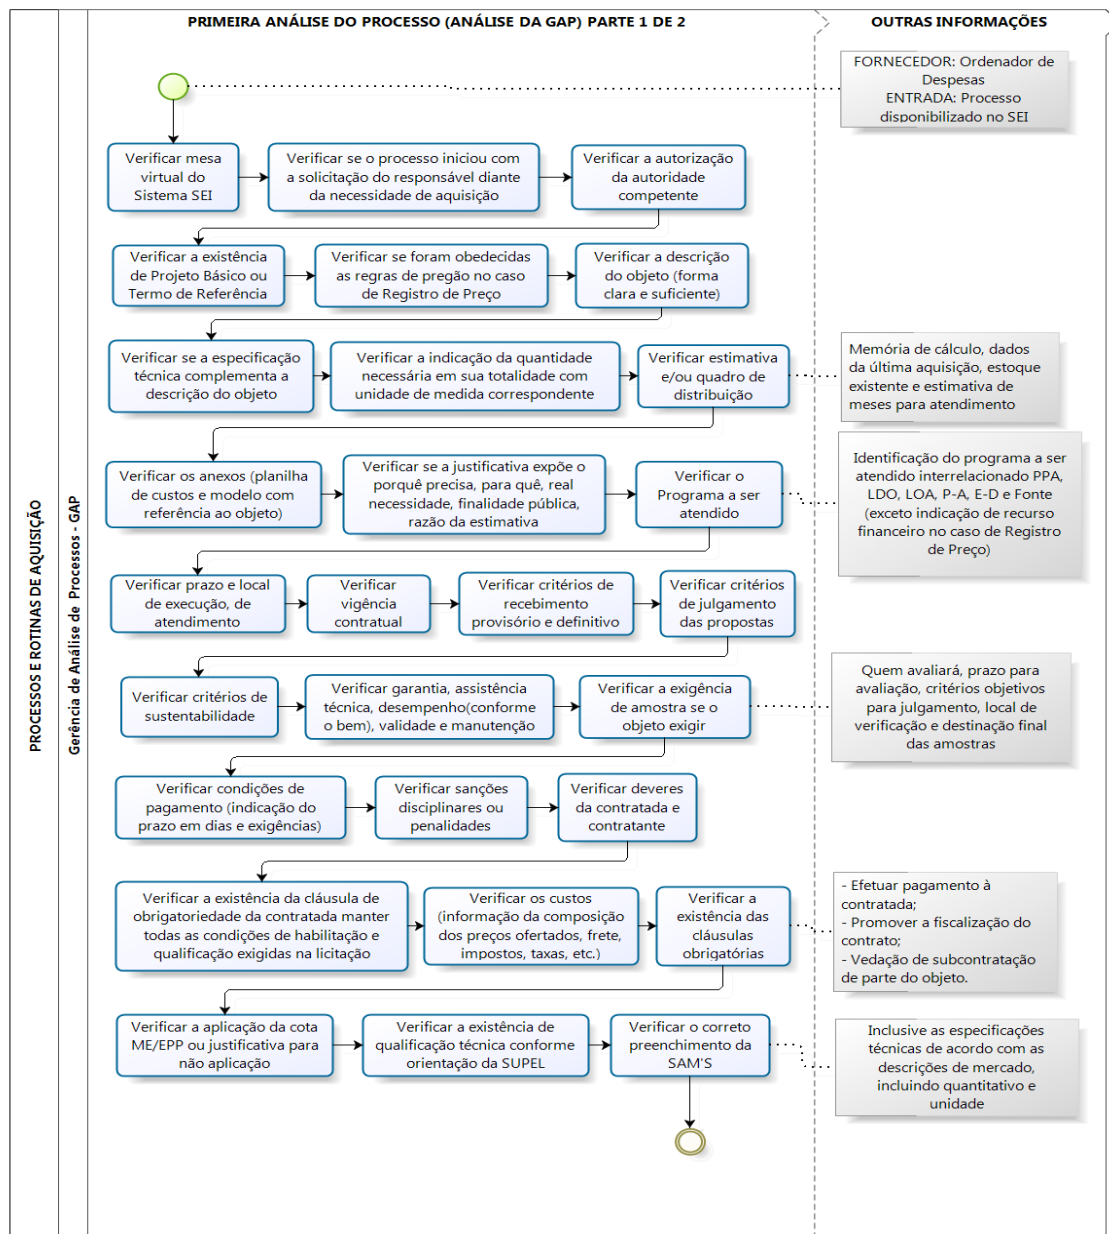 PRIMEIRA ANÁLISE DO PROCESSO (ANÁLISE DA GAP) PARTE 1 DE 2
OUTRAS INFORMAÇÕES
PROCESSOS E ROTINAS DE AQUISIÇÃO
Gerência de Análise de Processos - GAP
FORNECEDOR: Ordenador de
Despesas
ENTRADA: Processo
disponibilizado no SEI
Verificar mesa
virtual do
Sistema SEI
Verificar se o processo iniciou com
a solicitação do responsável diante
da necessidade de aquisição
Verificar a autorização
da autoridade
competente
Verificar a existência
de Projeto Básico ou
Termo de Referência
Verificar se foram obedecidas
as regras de pregão no caso
de Registro de Preço
Verificar a descrição
do objeto (forma
clara e suficiente)
Verificar se a especificação
técnica complementa a
descrição do objeto
Verificar a indicação da quantidade
necessária em sua totalidade com
unidade de medida correspondente
Verificar estimativa
e/ou quadro de
distribuição
Memória de cálculo, dados
da última aquisição, estoque
existente e estimativa de
meses para atendimento
Verificar os anexos (planilha
de custos e modelo com
referência ao objeto)
Verificar se a justificativa expõe o
porquê precisa, para quê, real
necessidade, finalidade pública,
razão da estimativa
Verificar o
Programa a ser
atendido
Identificação do programa a ser
atendido interrelacionado PPA,
LDO, LOA, P-A, E-D e Fonte
(exceto indicação de recurso
financeiro no caso de Registro
de Preço)
Verificar prazo e local
de execução, de
atendimento
Verificar
vigência
contratual
Verificar critérios de
recebimento
provisório e definitivo
Verificar critérios
de julgamento
das propostas
Verificar critérios de
sustentabilidade
Verificar garantia, assistência
técnica, desempenho(conforme
o bem), validade e manutenção
Verificar a exigência
de amostra se o
objeto exigir
Quem avaliará, prazo para
avaliação, critérios objetivos
para julgamento, local de
verificação e destinação final
das amostras
Verificar condições de
pagamento (indicação do
prazo em dias e exigências)
Verificar sanções
disciplinares ou
penalidades
Verificar deveres
da contratada e
contratante
Verificar a existência da cláusula de
obrigatoriedade da contratada manter
todas as condições de habilitação e
qualificação exigidas na licitação
Verificar os custos
(informação da composição
dos preços ofertados, frete,
impostos, taxas, etc.)
Verificar a
existência das
cláusulas
obrigatórias
- Efetuar pagamento à
contratada;
- Promover a fiscalização do
contrato;
- Vedação de subcontratação
de parte do objeto.
Verificar a aplicação da cota
ME/EPP ou justificativa para
não aplicação
Verificar a existência de
qualificação técnica conforme
orientação da SUPEL
Verificar o correto
preenchimento da
SAM'S
Inclusive as especificações
técnicas de acordo com as
descrições de mercado,
incluindo quantitativo e
unidade